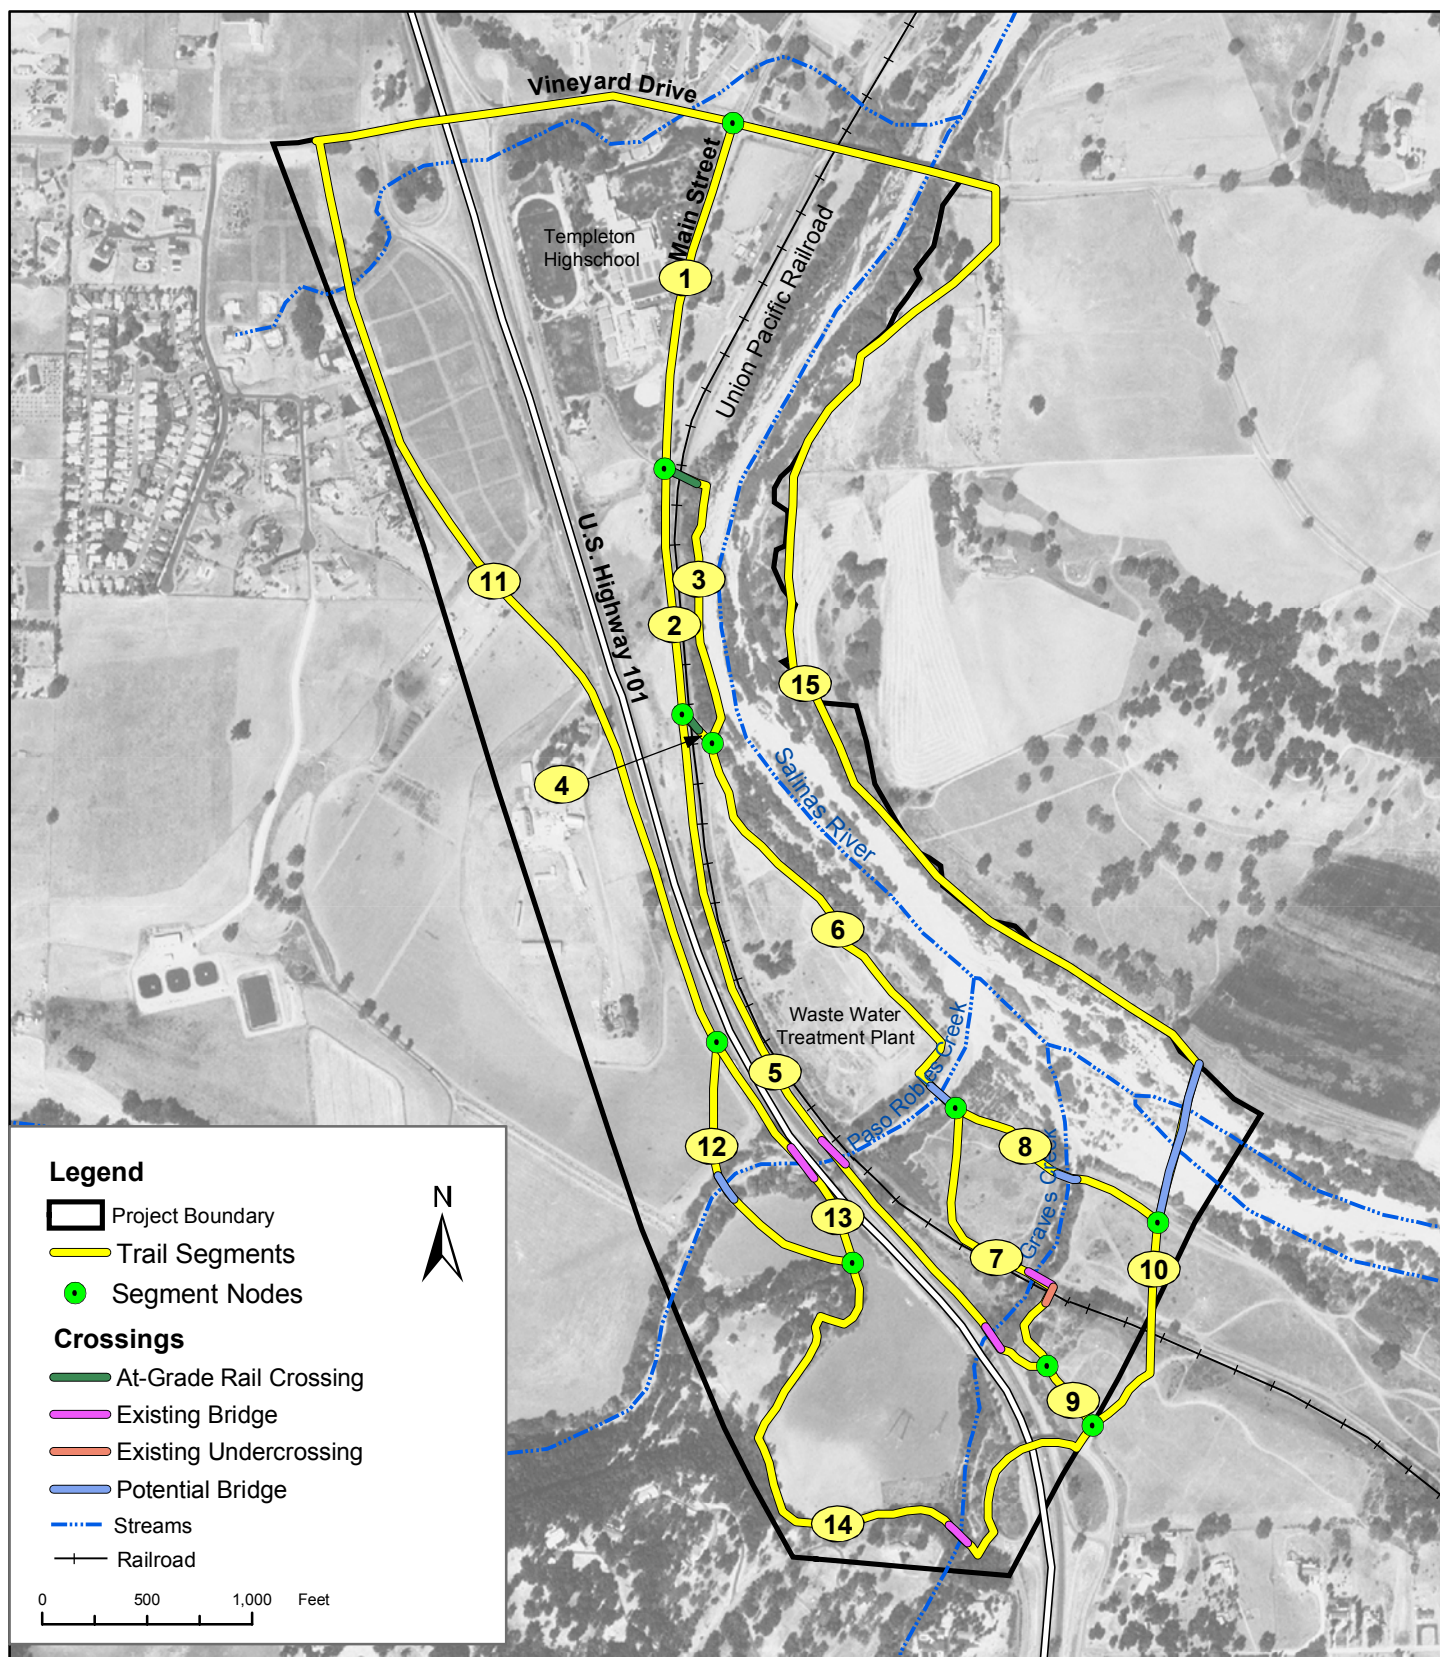 Vineyard Drive
Main Street
Templeton
Highschool
1
Union Pacific Railroad
U.S. Highway 101
11
3
2
15
4
Salinas River
6
Waste Water
Treatment Plant
Paso Robles Creek
5
8
12
Graves Creek
13
7
10
9
14
Legend
Project Boundary
Trail Segments
Segment Nodes
Crossings
At-Grade Rail Crossing
Existing Bridge
Existing Undercrossing
Potential Bridge
Streams
Railroad
N
0 500 1,000 Feet